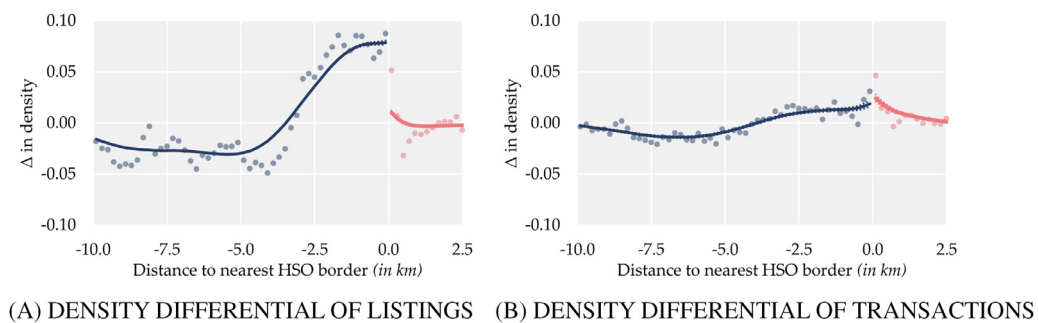 0.10
0.05
0.00
-0.05
-0.10
Δ in density
-10.0 -7.5 -5.0 -2.5 0.0 2.5
Distance to nearest HSO border (in km)
(A) DENSITY DIFFERENTIAL OF LISTINGS
0.10
0.05
0.00
-0.05
-0.10
Δ in density
-10.0 -7.5 -5.0 -2.5 0.0 2.5
Distance to nearest HSO border (in km)
(B) DENSITY DIFFERENTIAL OF TRANSACTIONS